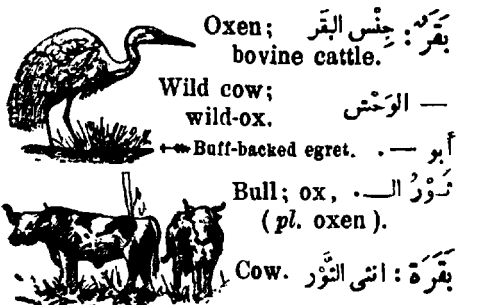 Oxen; بَقَرٌ : جِنْس البقَر
bovine cattle.
Wild cow; — الوَحْش
wild-ox.
Buff-backed egret. أبو — .
Bull; ox, ثَوْرُ الـ .
(pl. oxen).
Cow. بَقَرَة : انثى الثَّوْر